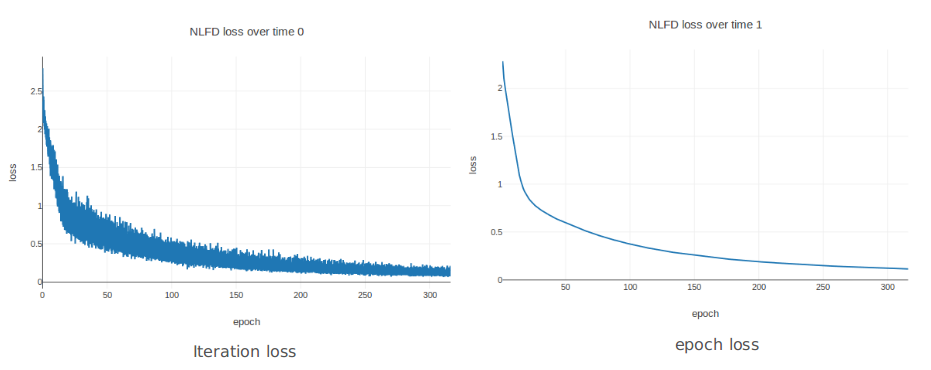 NLFD loss over time 0
2.5
2
1.5
1
0.5
0
loss
0 50 100 150 200 250 300
epoch
Iteration loss
NLFD loss over time 1
2
1.5
1
0.5
0
loss
50 100 150 200 250 300
epoch
epoch loss